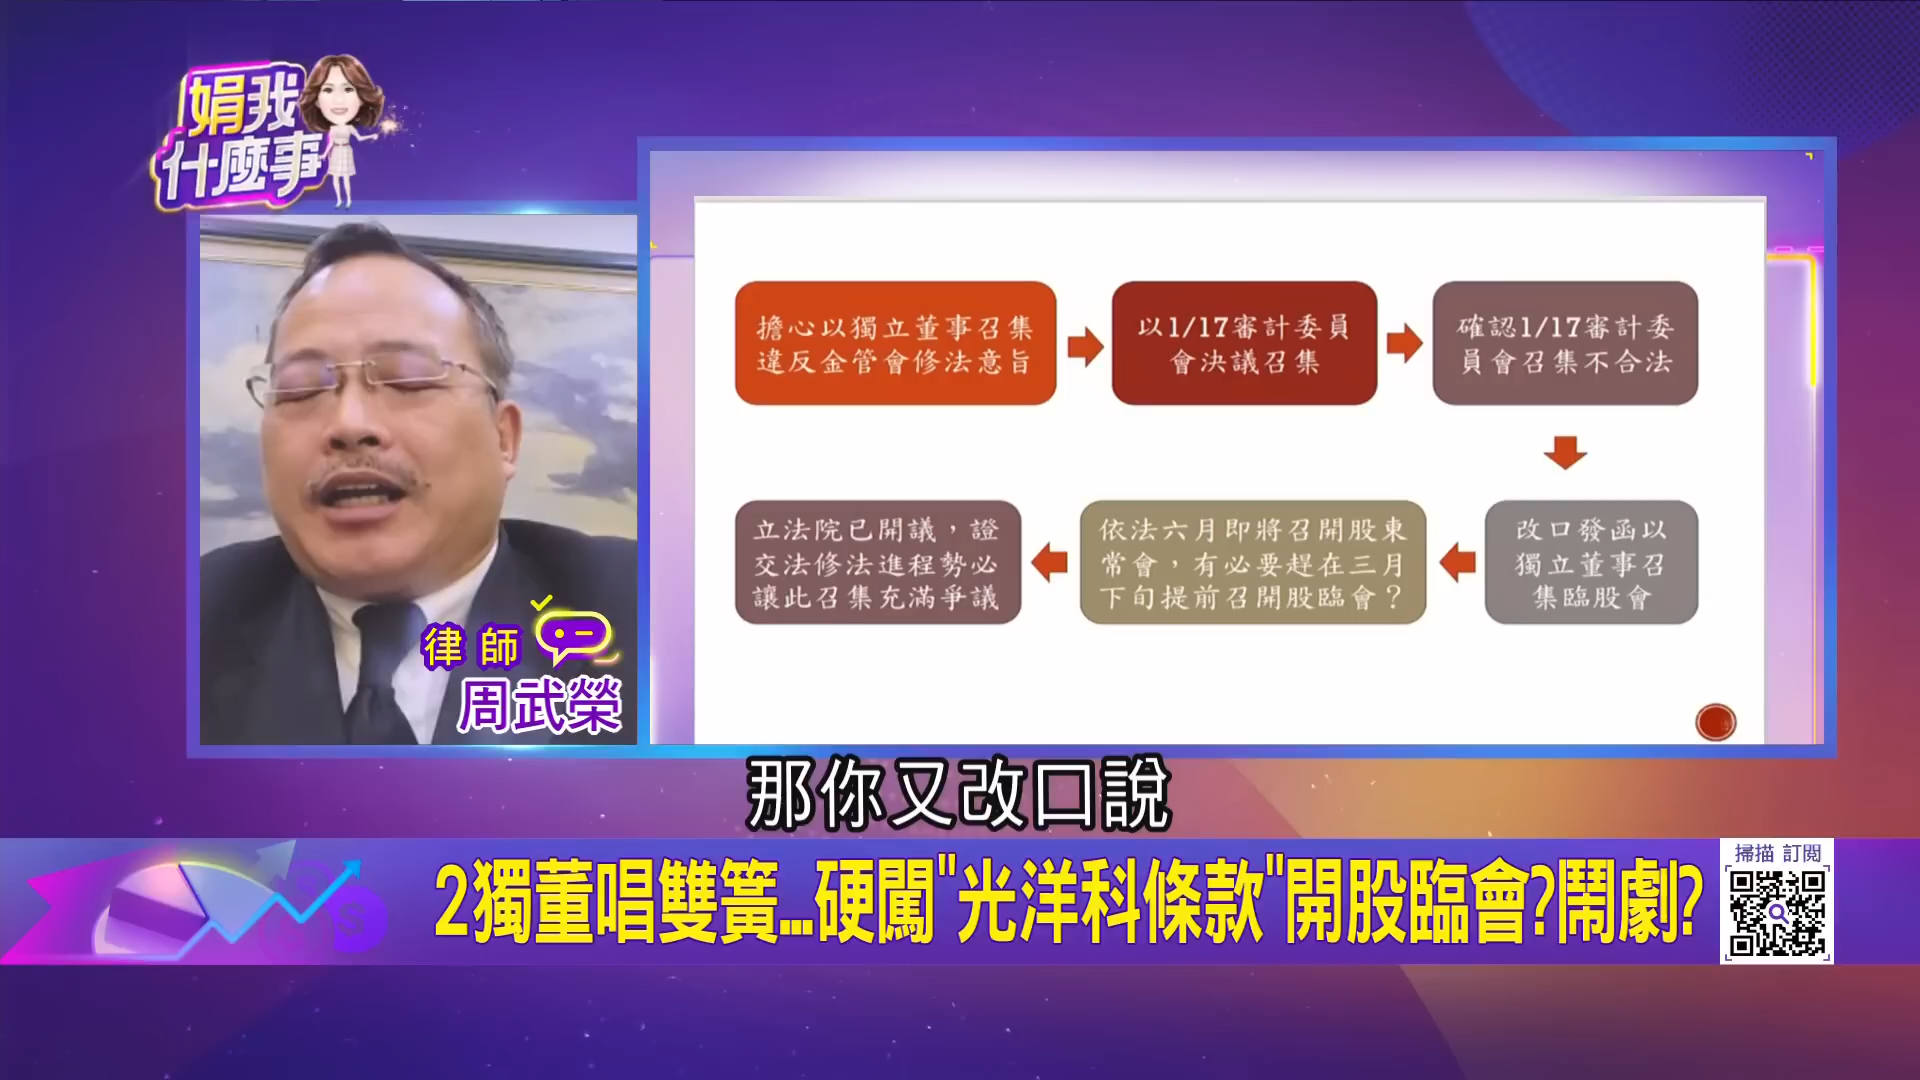 娟我
什麼事
擔心以獨立董事召集
違反金管會修法意旨
以1/17審計委員
會決議召集
確認1/17審計委
員會召集不合法
立法院已開議，證
交法修法進程勢必
讓此召集充滿爭議
依法六月即將召開股東
常會，有必要趕在三月
下旬提前召開股臨會？
改口發函以
獨立董事召
集臨股會
律師
周武榮
那你又改口說
2獨董唱雙簧...硬闖"光洋科條款"開股臨會?鬧劇?
掃描 訂閱